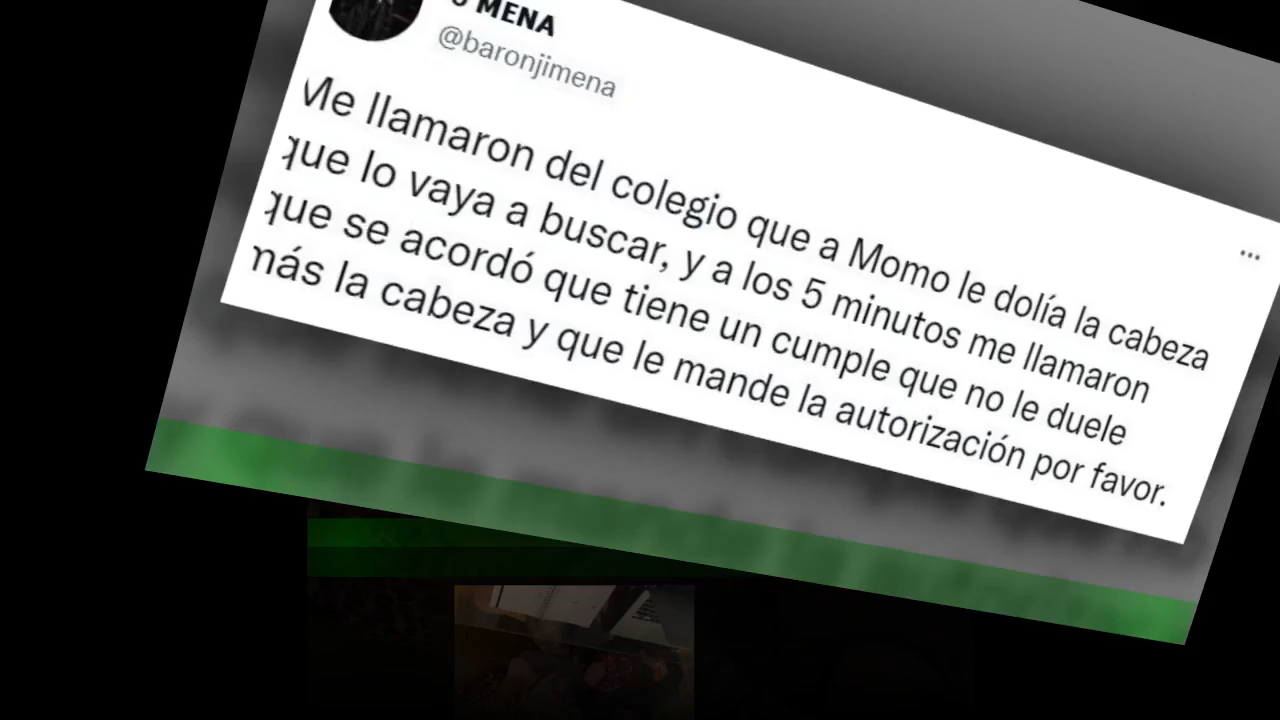 MENA
@baronjimena
Me llamaron del colegio que a Momo le dolía la cabeza
que lo vaya a buscar, y a los 5 minutos me llamaron
que se acordó que tiene un cumple que no le duele
más la cabeza y que le mande la autorización por favor.